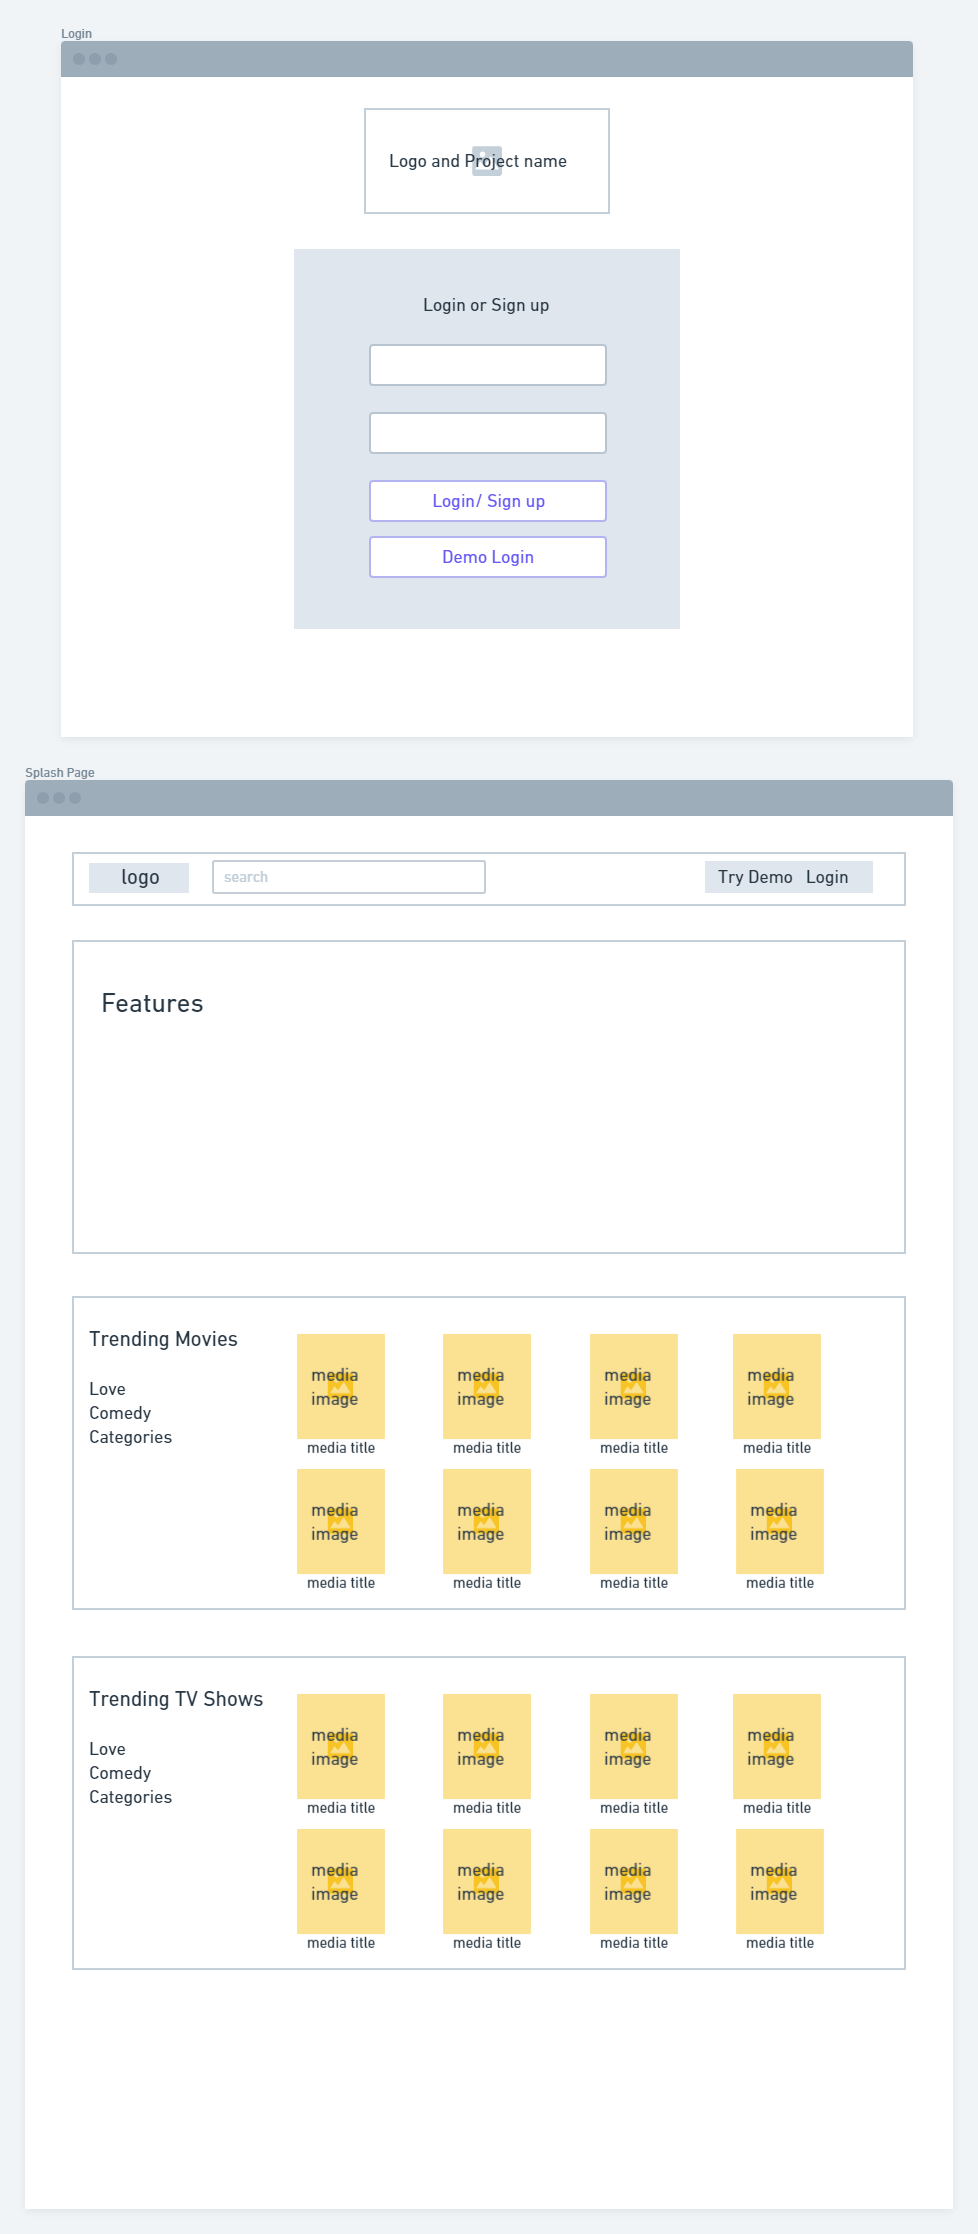 Login
Logo and Project name
Login or Sign up
Login/ Sign up
Demo Login
Splash Page
logo
search
Try Demo Login
Features
Trending Movies
Love
Comedy
Categories
media image
media image
media image
media image
media title
media title
media title
media title
media image
media image
media image
media image
media title
media title
media title
media title
Trending TV Shows
Love
Comedy
Categories
media image
media image
media image
media image
media title
media title
media title
media title
media image
media image
media image
media image
media title
media title
media title
media title